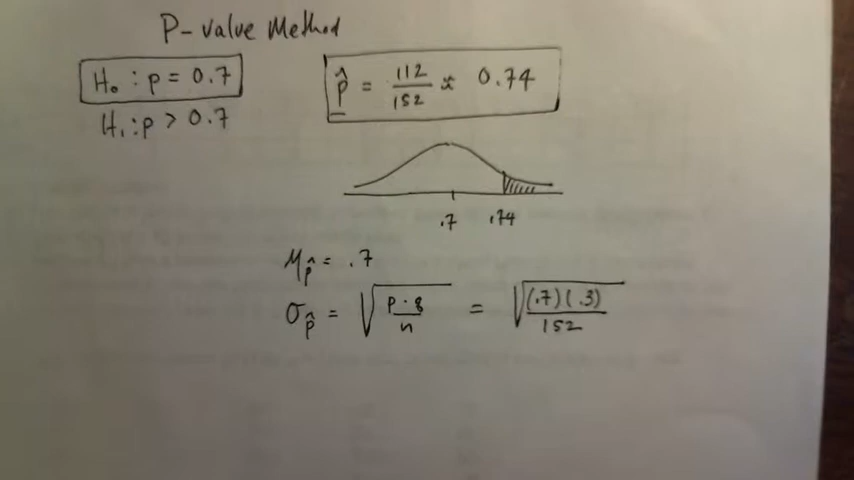 P-value Method
H₀ : p = 0.7
H₁ : p > 0.7
p̂ = 112/152 ≈ 0.74
.7 .74
μp̂ = .7
σp̂ = √(p·q/n) = √((.7)(.3)/152)